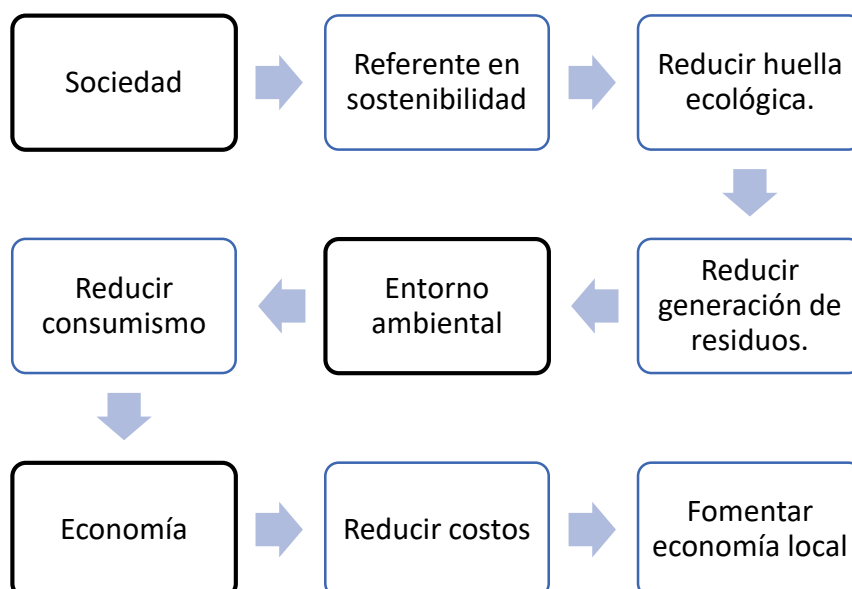 Sociedad
Referente en
sostenibilidad
Reducir huella
ecológica.
Reducir
generación de
residuos.
Entorno
ambiental
Reducir
consumismo
Economía
Reducir costos
Fomentar
economía local